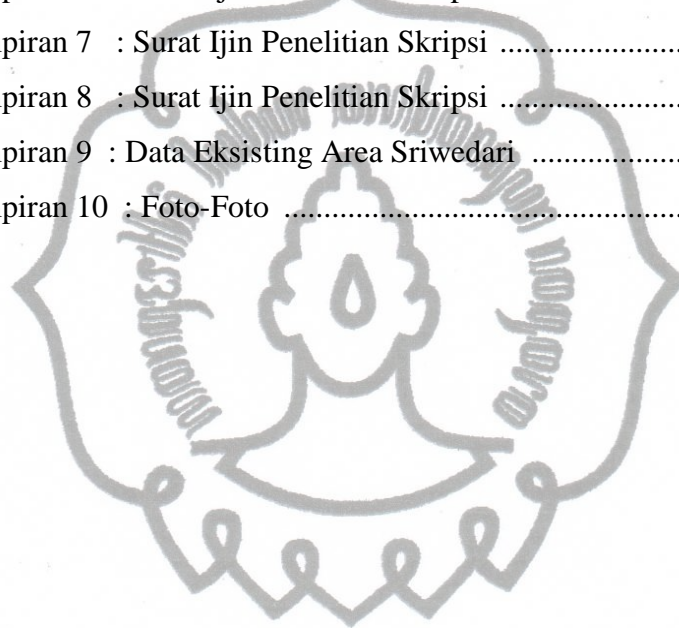 piran 7 : Surat Ijin Penelitian Skripsi ........................
piran 8 : Surat Ijin Penelitian Skripsi ........................
piran 9 : Data Eksisting Area Sriwedari ....................
piran 10 : Foto-Foto ......................................................